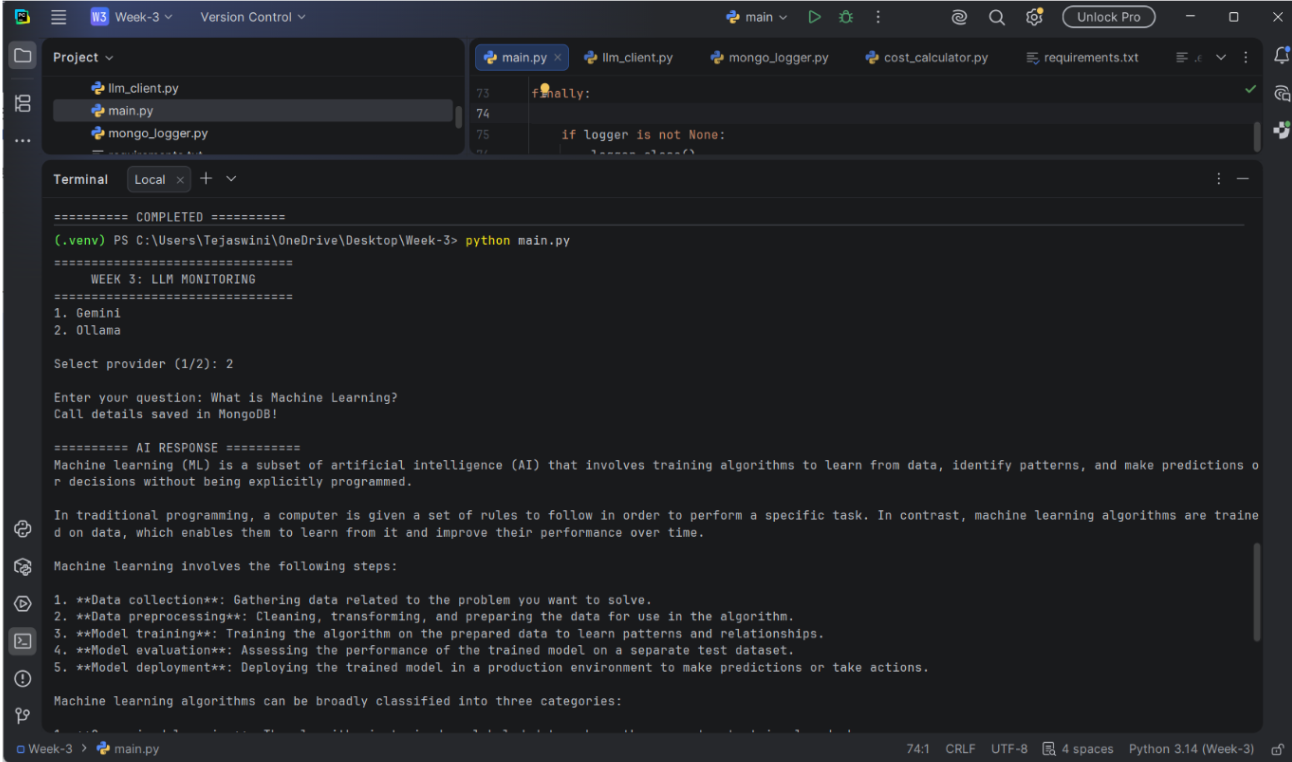 W3 Week-3 Version Control main Unlock Pro
Project
llm_client.py
main.py
mongo_logger.py
main.py llm_client.py mongo_logger.py cost_calculator.py requirements.txt
73 finally:
74
75 if logger is not None:
Terminal Local
========== COMPLETED ==========
(.venv) PS C:\Users\Tejaswini\OneDrive\Desktop\Week-3> python main.py
================================
WEEK 3: LLM MONITORING
================================
1. Gemini
2. Ollama
Select provider (1/2): 2
Enter your question: What is Machine Learning?
Call details saved in MongoDB!
========== AI RESPONSE ==========
Machine learning (ML) is a subset of artificial intelligence (AI) that involves training algorithms to learn from data, identify patterns, and make predictions o
r decisions without being explicitly programmed.
In traditional programming, a computer is given a set of rules to follow in order to perform a specific task. In contrast, machine learning algorithms are traine
d on data, which enables them to learn from it and improve their performance over time.
Machine learning involves the following steps:
1. **Data collection**: Gathering data related to the problem you want to solve.
2. **Data preprocessing**: Cleaning, transforming, and preparing the data for use in the algorithm.
3. **Model training**: Training the algorithm on the prepared data to learn patterns and relationships.
4. **Model evaluation**: Assessing the performance of the trained model on a separate test dataset.
5. **Model deployment**: Deploying the trained model in a production environment to make predictions or take actions.
Machine learning algorithms can be broadly classified into three categories:
Week-3 > main.py 74:1 CRLF UTF-8 4 spaces Python 3.14 (Week-3)